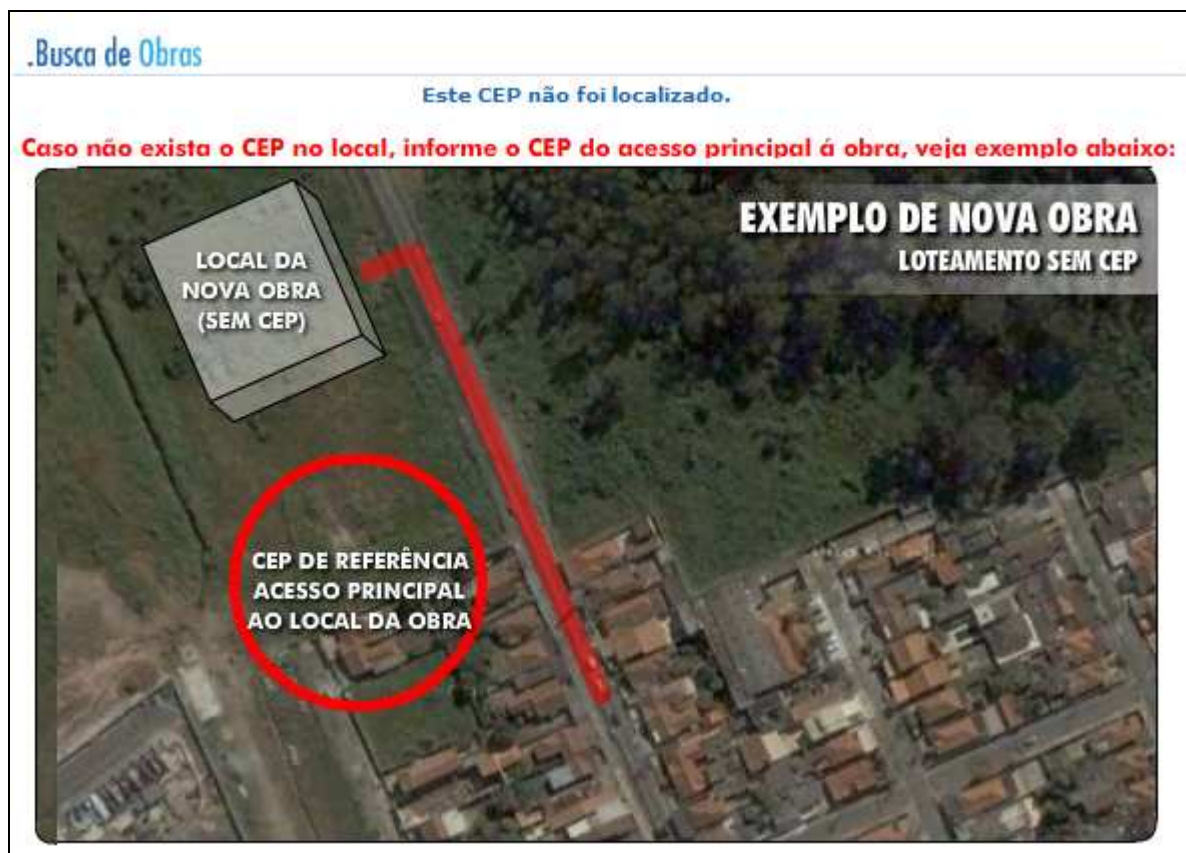 .Busca de Obras
Este CEP não foi localizado.
Caso não exista o CEP no local, informe o CEP do acesso principal á obra, veja exemplo abaixo:
EXEMPLO DE NOVA OBRA
LOTEAMENTO SEM CEP
LOCAL DA
NOVA OBRA
(SEM CEP)
CEP DE REFERÊNCIA
ACESSO PRINCIPAL
AO LOCAL DA OBRA